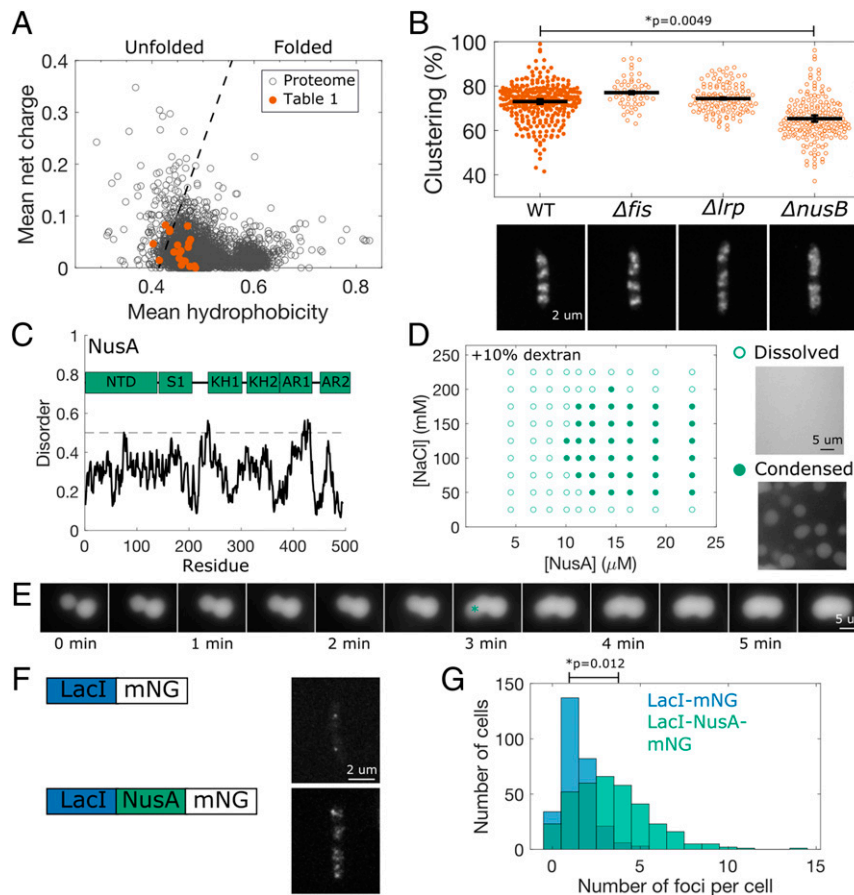 A
Unfolded Folded
Mean net charge
0.4
0.3
0.2
0.1
0
Proteome
Table 1
0.4 0.6 0.8
Mean hydrophobicity
B
*p=0.0049
Clustering (%)
100
80
60
40
WT Δfis Δlrp ΔnusB
2 um
C
NusA
Disorder
1
0.8
0.6
0.4
0.2
0
NTD S1 KH1 KH2 AR1 AR2
0 100 200 300 400 500
Residue
D
+10% dextran
[NaCl] (mM)
250
200
150
100
50
0
5 10 15 20 25
[NusA] (μM)
Dissolved
5 um
Condensed
E
0 min 1 min 2 min 3 min 4 min 5 min
*
5 u
F
LacI mNG
2 um
LacI NusA mNG
G
*p=0.012
Number of cells
150
100
50
0
LacI-mNG
LacI-NusA-
mNG
0 5 10 15
Number of foci per cell